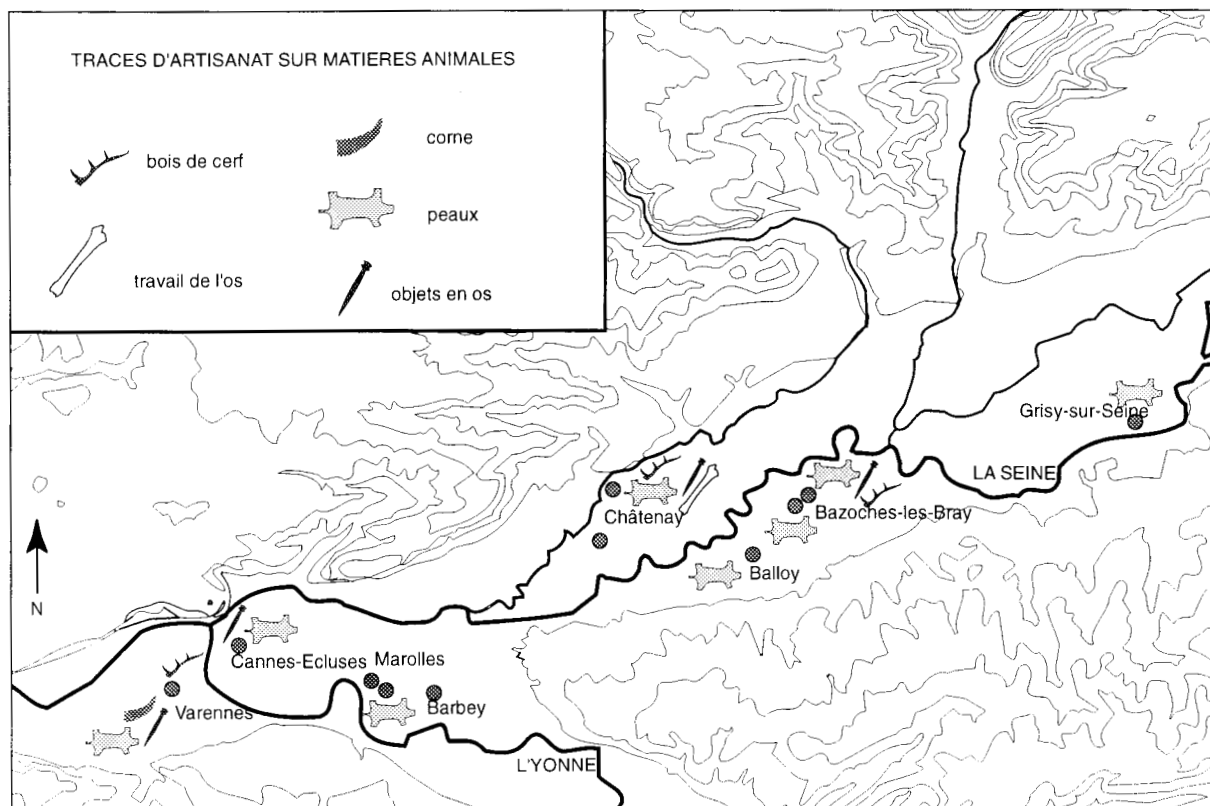 TRACES D'ARTISANAT SUR MATIERES ANIMALES
bois de cerf
corne
peaux
travail de l'os
objets en os
Grisy-sur-Seine
LA SEINE
Châtenay
Bazoches-les-Bray
Balloy
N
Cannes-Ecluses
Marolles
Varennes
Barbey
L'YONNE